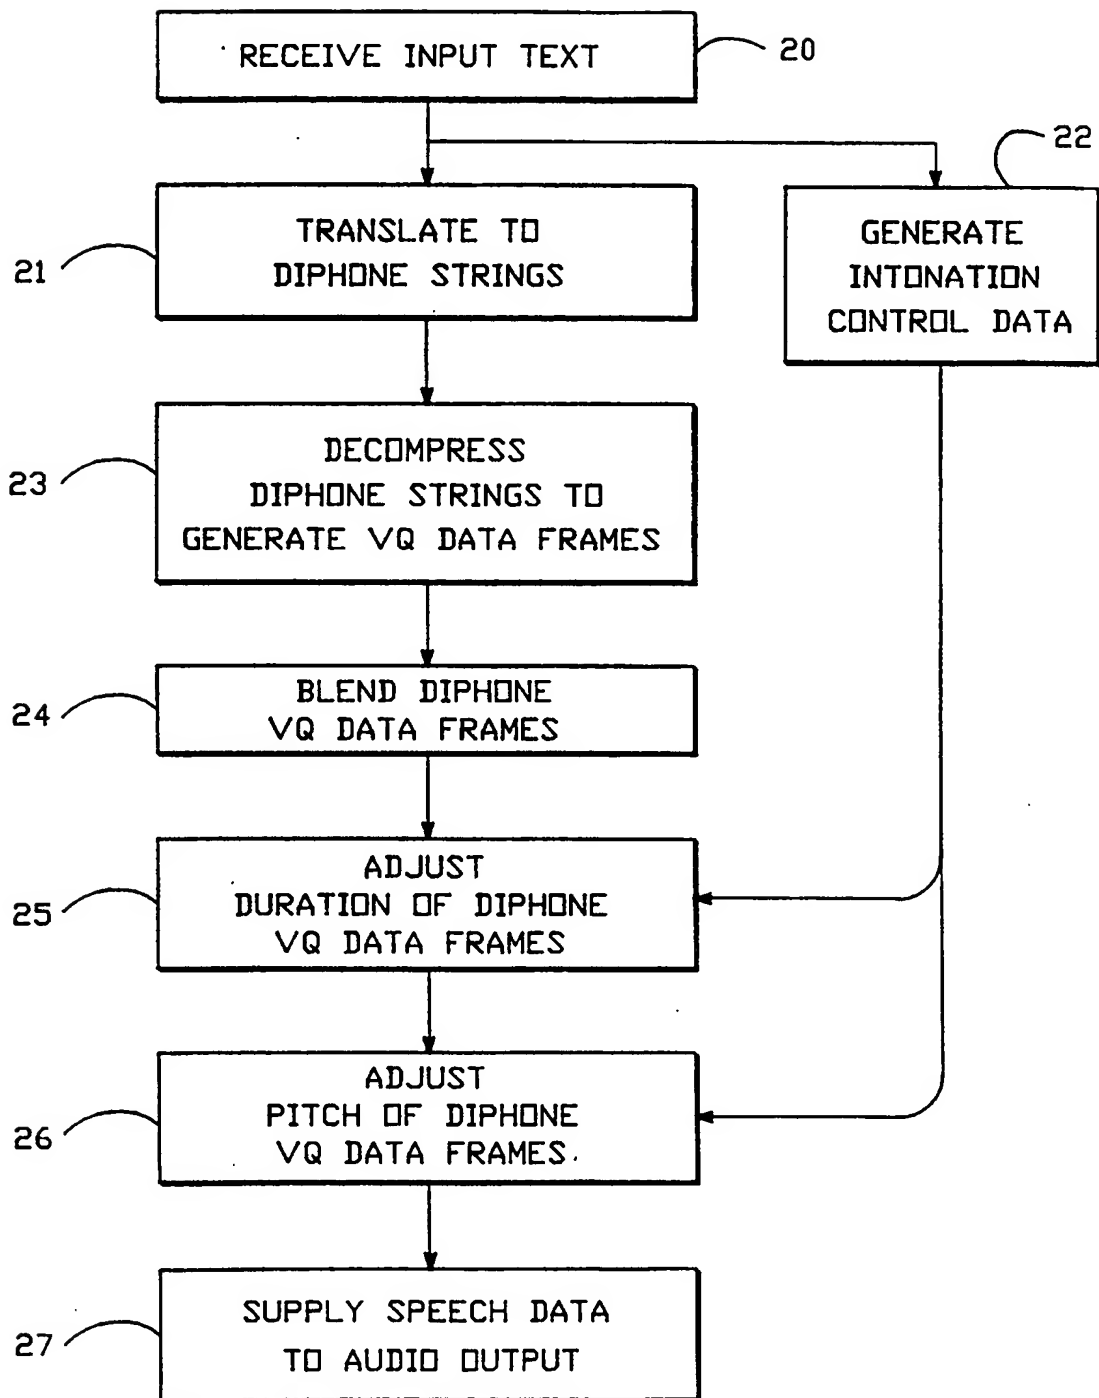 RECEIVE INPUT TEXT
20
22
TRANSLATE TO
DIPHONE STRINGS
21
GENERATE
INTONATION
CONTROL DATA
DECOMPRESS
DIPHONE STRINGS TO
GENERATE VQ DATA FRAMES
23
BLEND DIPHONE
VQ DATA FRAMES
24
ADJUST
DURATION OF DIPHONE
VQ DATA FRAMES
25
ADJUST
PITCH OF DIPHONE
VQ DATA FRAMES
26
SUPPLY SPEECH DATA
TO AUDIO OUTPUT
27